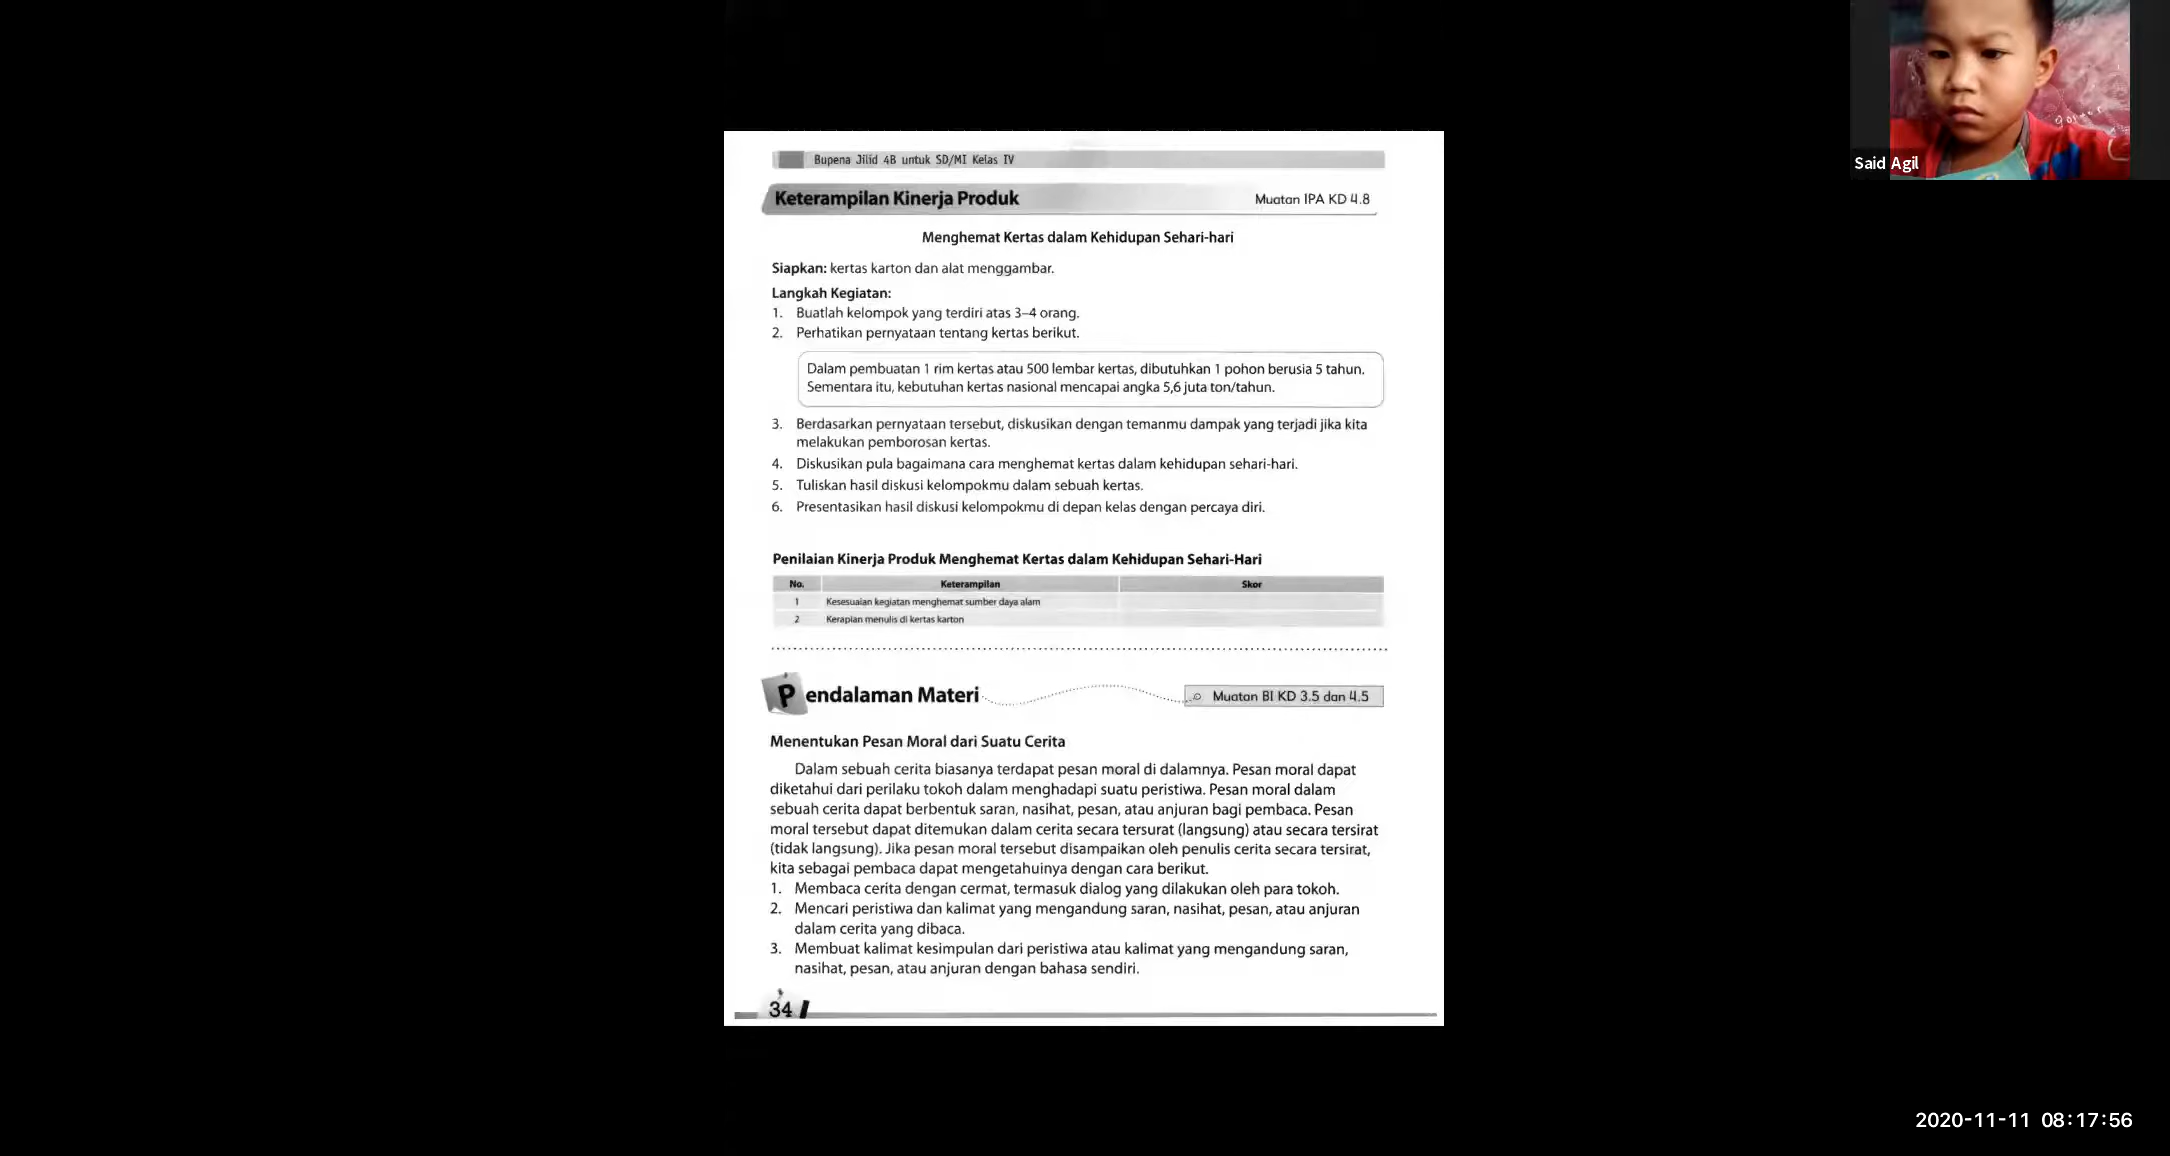 Bupena Jilid 4B untuk SD/MI Kelas IV
Keterampilan Kinerja Produk
Muatan IPA KD 4.8
Menghemat Kertas dalam Kehidupan Sehari-hari
Siapkan: kertas karton dan alat menggambar.
Langkah Kegiatan:
1. Buatlah kelompok yang terdiri atas 3–4 orang.
2. Perhatikan pernyataan tentang kertas berikut.
Dalam pembuatan 1 rim kertas atau 500 lembar kertas, dibutuhkan 1 pohon berusia 5 tahun.
Sementara itu, kebutuhan kertas nasional mencapai angka 5,6 juta ton/tahun.
3. Berdasarkan pernyataan tersebut, diskusikan dengan temanmu dampak yang terjadi jika kita
melakukan pemborosan kertas.
4. Diskusikan pula bagaimana cara menghemat kertas dalam kehidupan sehari-hari.
5. Tuliskan hasil diskusi kelompokmu dalam sebuah kertas.
6. Presentasikan hasil diskusi kelompokmu di depan kelas dengan percaya diri.
Penilaian Kinerja Produk Menghemat Kertas dalam Kehidupan Sehari-Hari
No. Keterampilan Skor
1 Kesesuaian kegiatan menghemat sumber daya alam
2 Kerapian menulis di kertas karton
Pendalaman Materi
Muatan BI KD 3.5 dan 4.5
Menentukan Pesan Moral dari Suatu Cerita
Dalam sebuah cerita biasanya terdapat pesan moral di dalamnya. Pesan moral dapat
diketahui dari perilaku tokoh dalam menghadapi suatu peristiwa. Pesan moral dalam
sebuah cerita dapat berbentuk saran, nasihat, pesan, atau anjuran bagi pembaca. Pesan
moral tersebut dapat ditemukan dalam cerita secara tersurat (langsung) atau secara tersirat
(tidak langsung). Jika pesan moral tersebut disampaikan oleh penulis cerita secara tersirat,
kita sebagai pembaca dapat mengetahuinya dengan cara berikut.
1. Membaca cerita dengan cermat, termasuk dialog yang dilakukan oleh para tokoh.
2. Mencari peristiwa dan kalimat yang mengandung saran, nasihat, pesan, atau anjuran
dalam cerita yang dibaca.
3. Membuat kalimat kesimpulan dari peristiwa atau kalimat yang mengandung saran,
nasihat, pesan, atau anjuran dengan bahasa sendiri.
34
Said Agil
2020-11-11 08:17:56